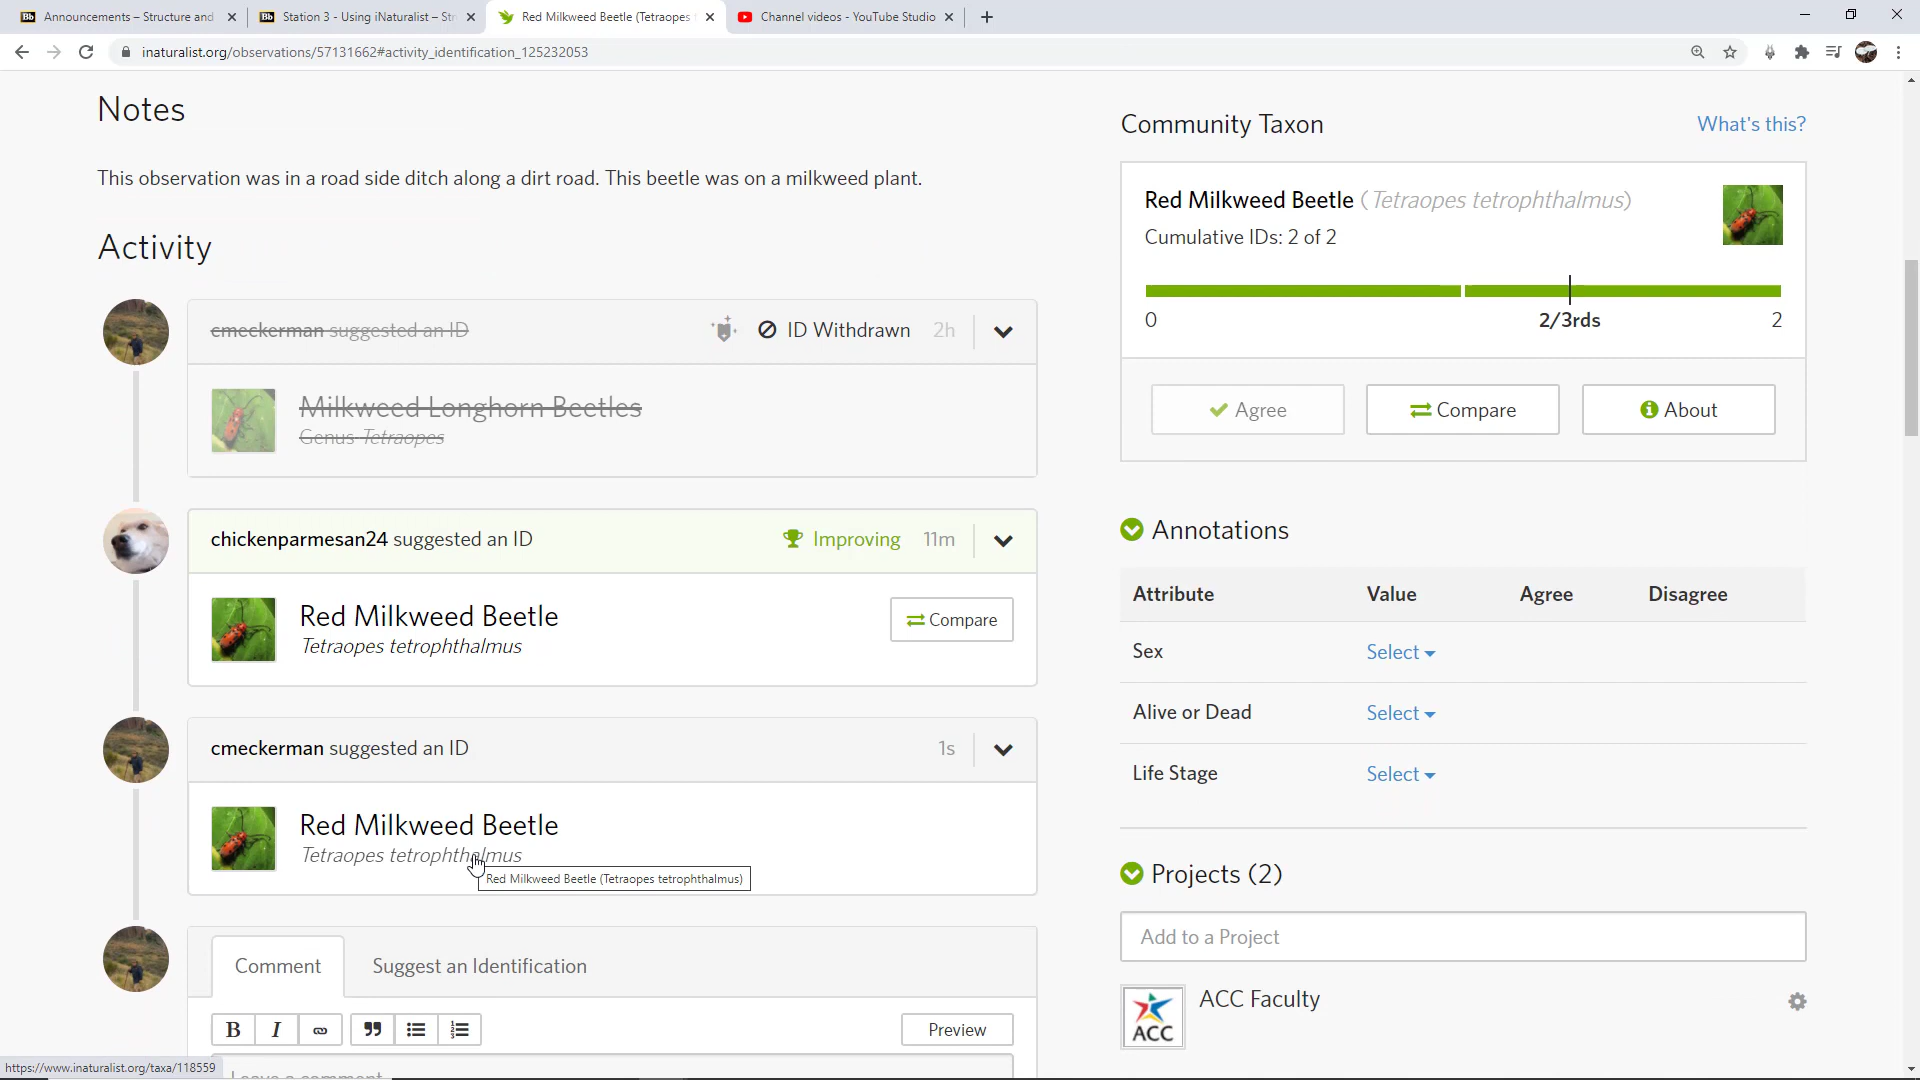 Announcements – Structure and
Station 3 - Using iNaturalist – Str
Red Milkweed Beetle (Tetraopes
Channel videos - YouTube Studio
inaturalist.org/observations/57131662#activity_identification_125232053
Notes
This observation was in a road side ditch along a dirt road. This beetle was on a milkweed plant.
Activity
cmeckerman suggested an ID
ID Withdrawn 2h
Milkweed Longhorn Beetles
Genus Tetraopes
chickenparmesan24 suggested an ID
Improving 11m
Red Milkweed Beetle
Tetraopes tetrophthalmus
Compare
cmeckerman suggested an ID
1s
Red Milkweed Beetle
Tetraopes tetrophthalmus
Red Milkweed Beetle (Tetraopes tetrophthalmus)
Comment
Suggest an Identification
B I
Preview
Leave a comment
https://www.inaturalist.org/taxa/118559
Community Taxon
What's this?
Red Milkweed Beetle (Tetraopes tetrophthalmus)
Cumulative IDs: 2 of 2
0 2/3rds 2
Agree Compare About
Annotations
Attribute Value Agree Disagree
Sex Select
Alive or Dead Select
Life Stage Select
Projects (2)
Add to a Project
ACC
ACC Faculty